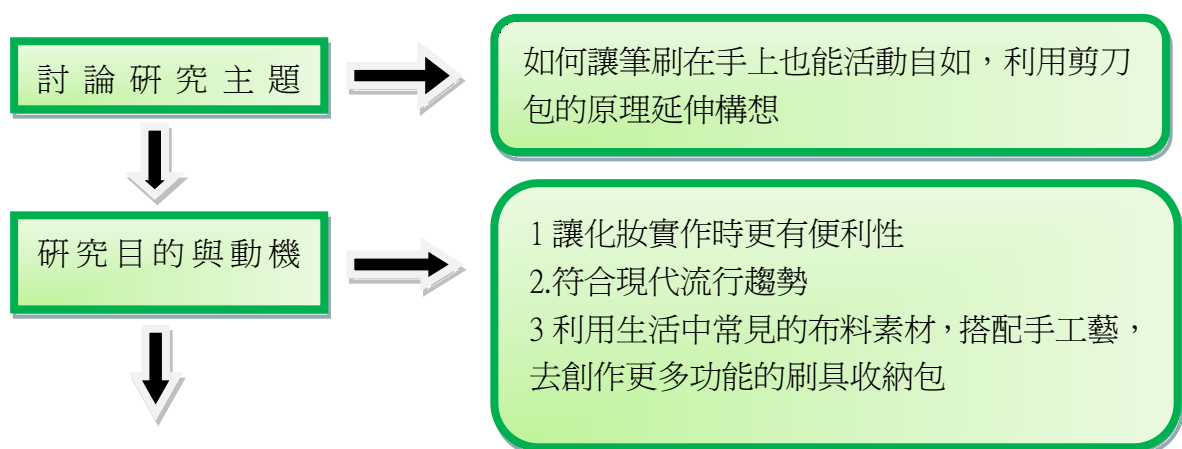 討論研究主題
如何讓筆刷在手上也能活動自如，利用剪刀
包的原理延伸構想
研究目的與動機
1 讓化妝實作時更有便利性
2.符合現代流行趨勢
3 利用生活中常見的布料素材，搭配手工藝，
去創作更多功能的刷具收納包